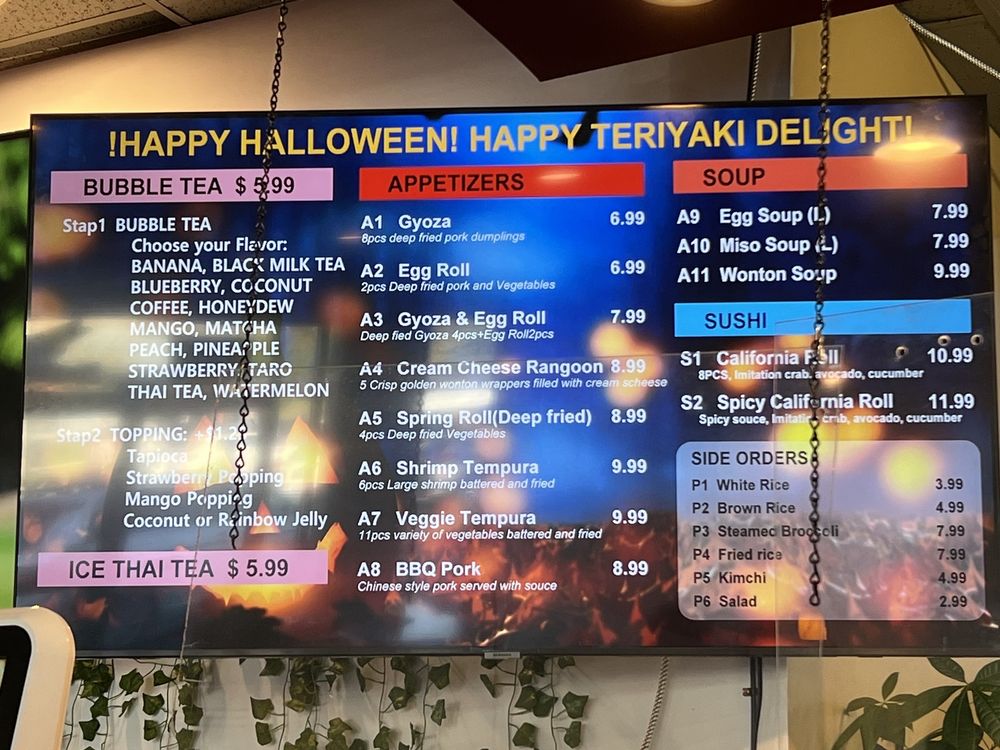 !HAPPY HALLOWEEN! HAPPY TERIYAKI DELIGHT!
BUBBLE TEA $ 5.99
Stap1 BUBBLE TEA
Choose your Flavor:
BANANA, BLACK MILK TEA
BLUEBERRY, COCONUT
COFFEE, HONEYDEW
MANGO, MATCHA
PEACH, PINEAPPLE
STRAWBERRY, TARO
THAI TEA, WATERMELON
Stap2 TOPPING:
Tapioca
Strawberry Popping
Mango Popping
Coconut or Rainbow Jelly
ICE THAI TEA $ 5.99
APPETIZERS
A1 Gyoza 6.99
8pcs deep fried pork dumplings
A2 Egg Roll 6.99
2pcs Deep fried pork and Vegetables
A3 Gyoza & Egg Roll 7.99
Deep fied Gyoza 4pcs+Egg Roll2pcs
A4 Cream Cheese Rangoon 8.99
5 Crisp golden wonton wrappers filled with cream scheese
A5 Spring Roll(Deep fried) 8.99
4pcs Deep fried Vegetables
A6 Shrimp Tempura 9.99
6pcs Large shrimp battered and fried
A7 Veggie Tempura 9.99
11pcs variety of vegetables battered and fried
A8 BBQ Pork 8.99
Chinese style pork served with souce
SOUP
A9 Egg Soup (L) 7.99
A10 Miso Soup (L) 7.99
A11 Wonton Soup 9.99
SUSHI
S1 California Roll 10.99
8PCS, Imitation crab. avocado, cucumber
S2 Spicy California Roll 11.99
Spicy souce, Imitatin crab, avocado, cucumber
SIDE ORDERS
P1 White Rice 3.99
P2 Brown Rice 4.99
P3 Steamed Broccoli 7.99
P4 Fried rice 7.99
P5 Kimchi 4.99
P6 Salad 2.99